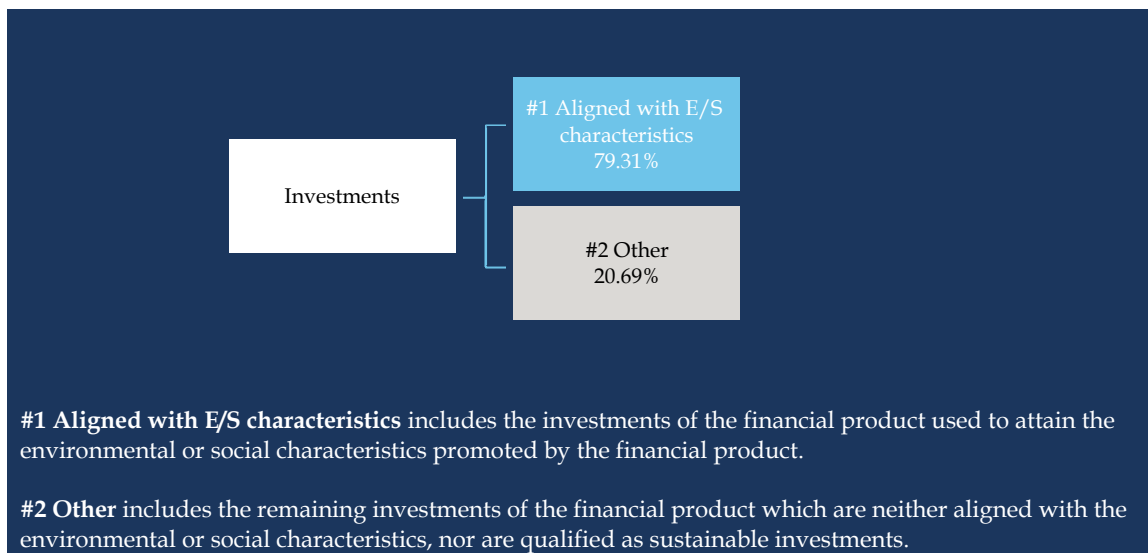 #1 Aligned with E/S
characteristics
79.31%
Investments
#2 Other
20.69%
#1 Aligned with E/S characteristics includes the investments of the financial product used to attain the
environmental or social characteristics promoted by the financial product.
#2 Other includes the remaining investments of the financial product which are neither aligned with the
environmental or social characteristics, nor are qualified as sustainable investments.